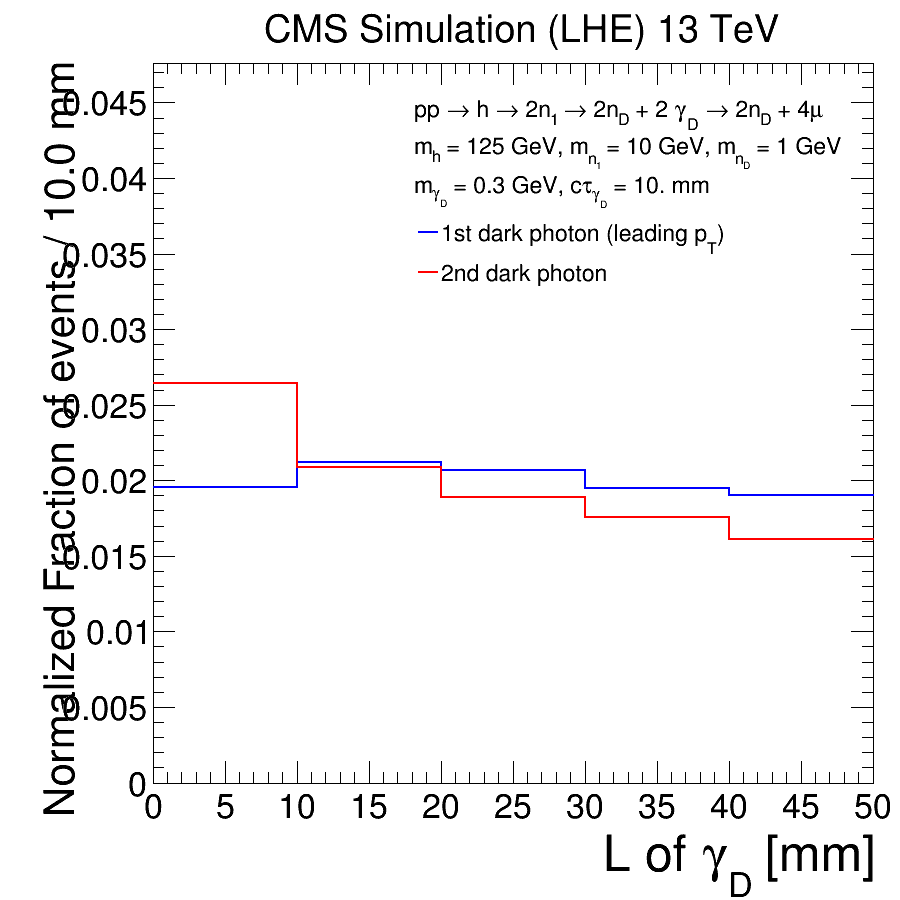 CMS Simulation (LHE) 13 TeV
pp → h → 2n1 → 2nD + 2 γD → 2nD + 4μ
mh = 125 GeV, mn1 = 10 GeV, mnD = 1 GeV
mγD = 0.3 GeV, cτγD = 10. mm
1st dark photon (leading pT)
2nd dark photon
Normalized Fraction of events / 10.0 mm
0.045
0.04
0.035
0.03
0.025
0.02
0.015
0.01
0.005
0
0 5 10 15 20 25 30 35 40 45 50
L of γD [mm]